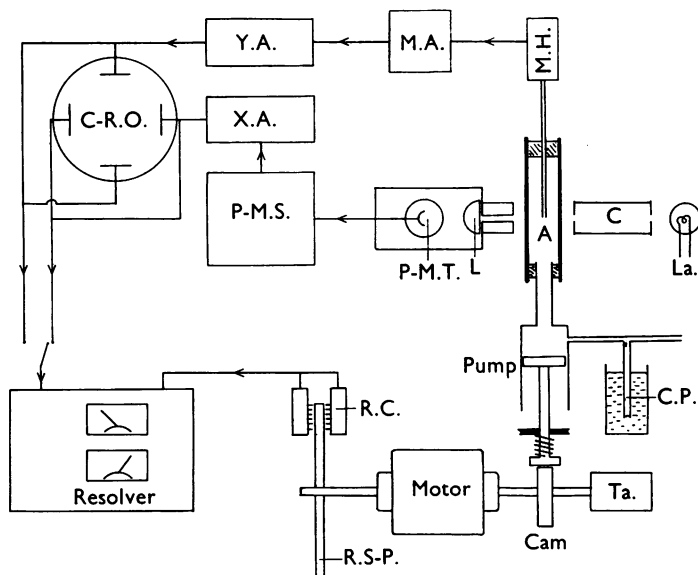 Y.A.
M.A.
M.H.
C-R.O.
X.A.
P-M.S.
A
C
P-M.T.
L
La.
Pump
C.P.
R.C.
Resolver
Motor
Ta.
Cam
R.S-P.